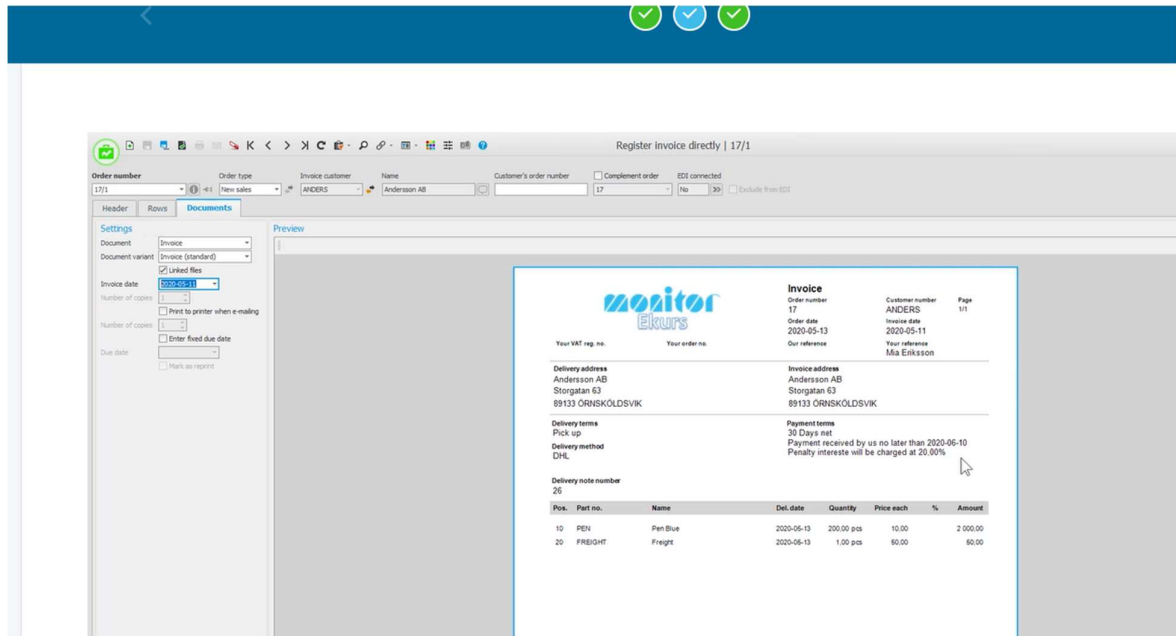 Register invoice directly | 17/1
Order number Order type Invoice customer Name Customer's order number Complement order EDI connected
17/1 New sales ANDERS Andersson AB 17 No Exclude from EDI
Header Rows Documents
Settings
Document Invoice
Document variant Invoice (standard)
Linked files
Invoice date 2020-05-11
Number of copies 1
Print to printer when e-mailing
Number of copies 1
Enter fixed due date
Due date
Mark as reprint
Preview
monitor
Ekurs
Invoice
Order number Customer number Page
17 ANDERS 1/1
Order date Invoice date
2020-05-13 2020-05-11
Your VAT reg. no. Your order no. Our reference Your reference
Mia Eriksson
Delivery address Invoice address
Andersson AB Andersson AB
Storgatan 63 Storgatan 63
89133 ÖRNSKÖLDSVIK 89133 ÖRNSKÖLDSVIK
Delivery terms Payment terms
Pick up 30 Days net
Payment received by us no later than 2020-06-10
Delivery method Penalty intereste will be charged at 20,00%
DHL
Delivery note number
26
Pos. Part no. Name Del. date Quantity Price each % Amount
10 PEN Pen Blue 2020-05-13 200,00 pcs 10,00 2 000,00
20 FREIGHT Freight 2020-05-13 1,00 pcs 50,00 50,00